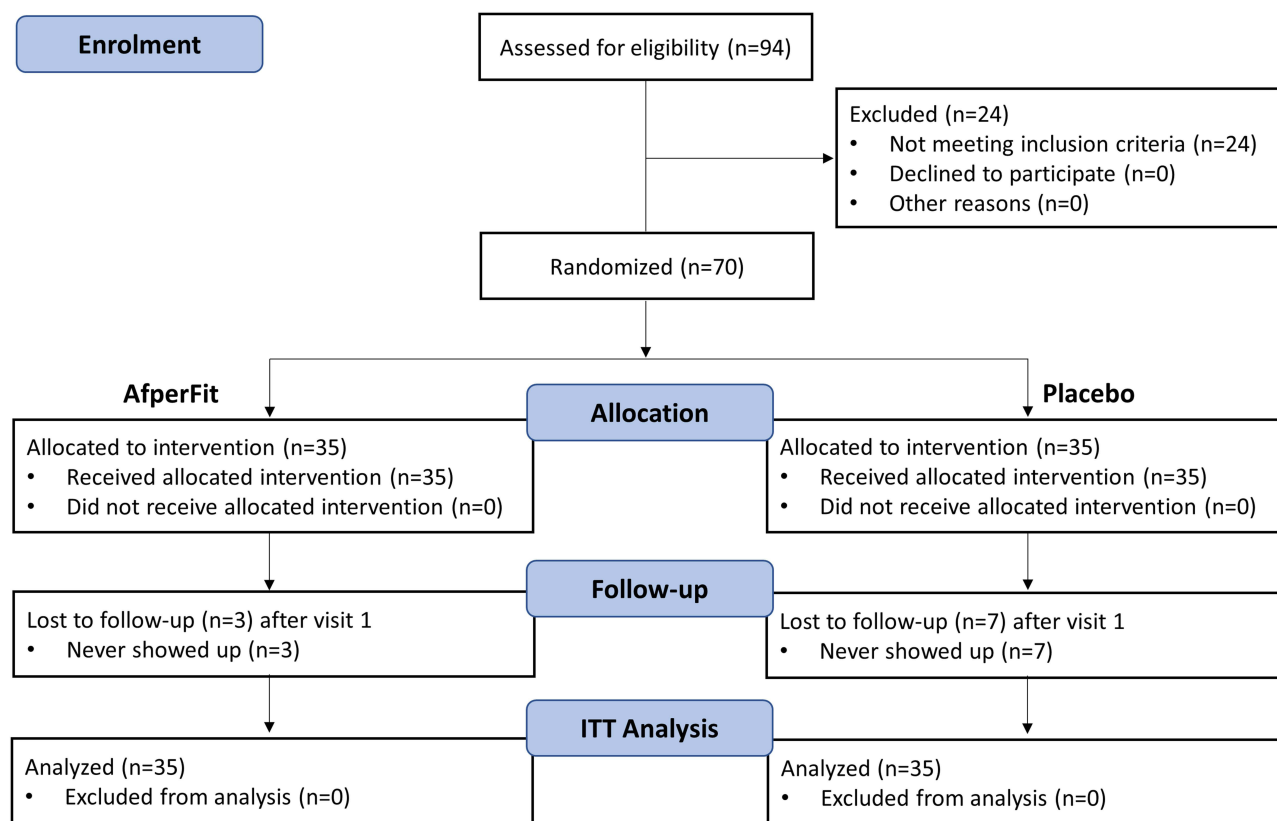 Enrolment
Assessed for eligibility (n=94)
Excluded (n=24)
• Not meeting inclusion criteria (n=24)
• Declined to participate (n=0)
• Other reasons (n=0)
Randomized (n=70)
AfperFit
Placebo
Allocation
Allocated to intervention (n=35)
• Received allocated intervention (n=35)
• Did not receive allocated intervention (n=0)
Allocated to intervention (n=35)
• Received allocated intervention (n=35)
• Did not receive allocated intervention (n=0)
Follow-up
Lost to follow-up (n=3) after visit 1
• Never showed up (n=3)
Lost to follow-up (n=7) after visit 1
• Never showed up (n=7)
ITT Analysis
Analyzed (n=35)
• Excluded from analysis (n=0)
Analyzed (n=35)
• Excluded from analysis (n=0)